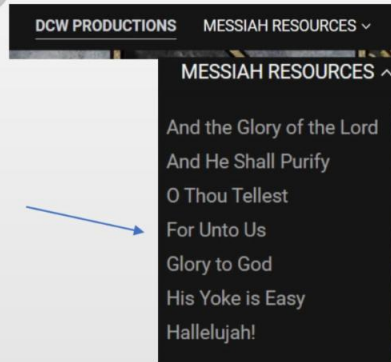 DCW PRODUCTIONS MESSIAH RESOURCES
MESSIAH RESOURCES
And the Glory of the Lord
And He Shall Purify
O Thou Tellest
For Unto Us
Glory to God
His Yoke is Easy
Hallelujah!